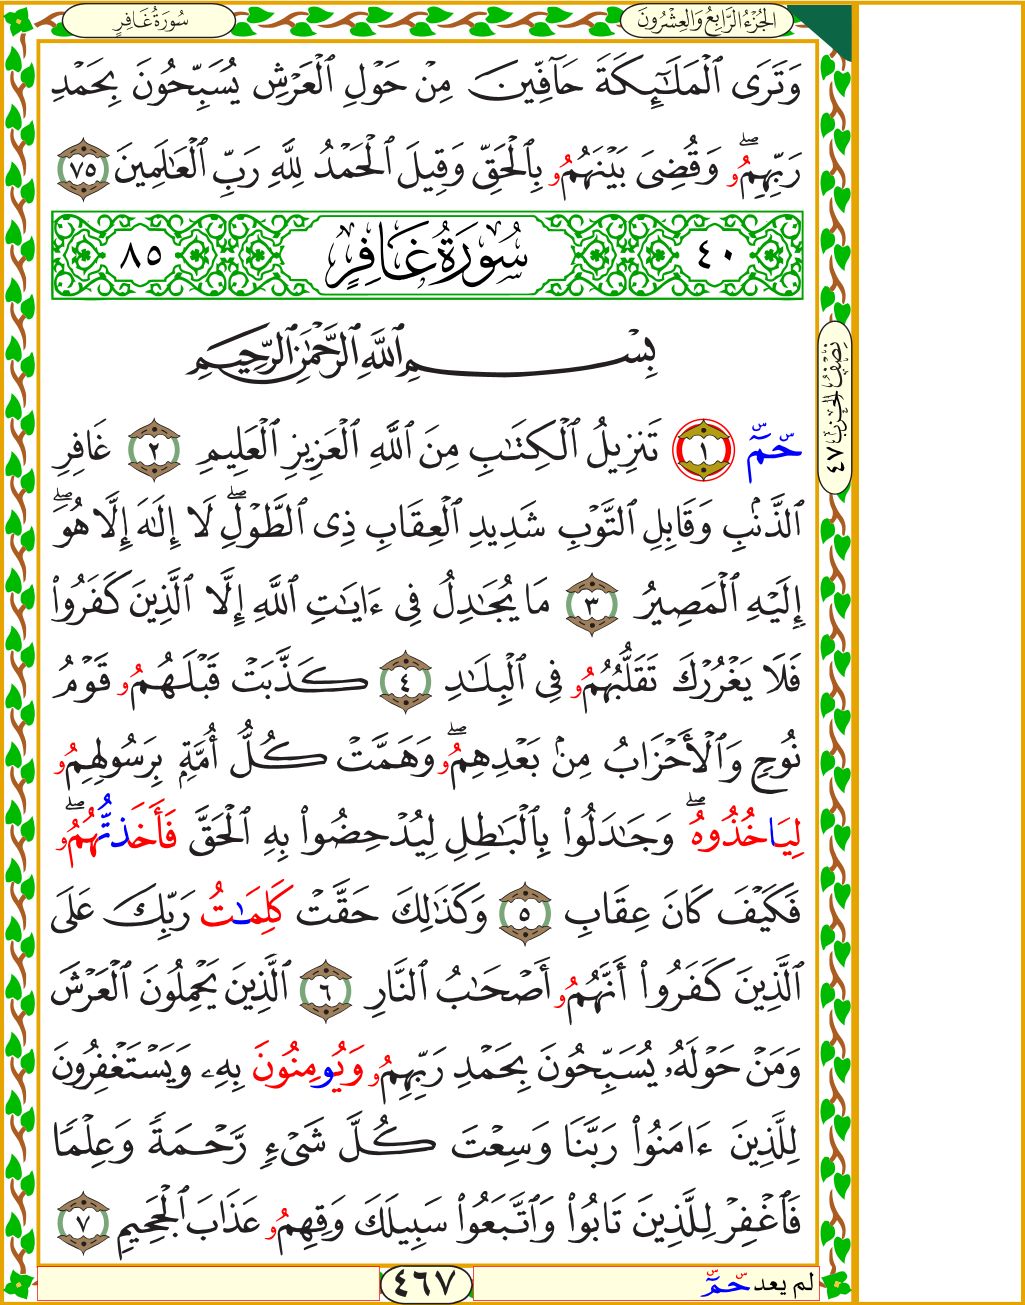 الجُزْءُ الرَّابِعُ وَالعِشْرُونَ
سُورَةُ غَافِرٍ
وَتَرَى ٱلْمَلَٰٓئِكَةَ حَآفِّينَ مِنْ حَوْلِ ٱلْعَرْشِ يُسَبِّحُونَ بِحَمْدِ
رَبِّهِمُۥۖ وَقُضِىَ بَيْنَهُمُۥ بِٱلْحَقِّ وَقِيلَ ٱلْحَمْدُ لِلَّهِ رَبِّ ٱلْعَٰلَمِينَ ٧٥
٤٠ سُورَةُ غَافِرٍ ٨٥
بِسْمِ ٱللَّهِ ٱلرَّحْمَٰنِ ٱلرَّحِيمِ
نِصْفُ الْحِزْب ٤٧
حٓمٓ ١ تَنزِيلُ ٱلْكِتَٰبِ مِنَ ٱللَّهِ ٱلْعَزِيزِ ٱلْعَلِيمِ ٢ غَافِرِ
ٱلذَّنۢبِ وَقَابِلِ ٱلتَّوْبِ شَدِيدِ ٱلْعِقَابِ ذِى ٱلطَّوْلِۖ لَا إِلَٰهَ إِلَّا هُوَۖ
إِلَيْهِ ٱلْمَصِيرُ ٣ مَا يُجَٰدِلُ فِى ءَايَٰتِ ٱللَّهِ إِلَّا ٱلَّذِينَ كَفَرُوا۟
فَلَا يَغْرُرْكَ تَقَلُّبُهُمُۥ فِى ٱلْبِلَٰدِ ٤ كَذَّبَتْ قَبْلَهُمُۥ قَوْمُ
نُوحٍ وَٱلْأَحْزَابُ مِنۢ بَعْدِهِمُۥۖ وَهَمَّتْ كُلُّ أُمَّةٍۭ بِرَسُولِهِمُۥ
لِيَاخُذُوهُۖ وَجَٰدَلُوا۟ بِٱلْبَٰطِلِ لِيُدْحِضُوا۟ بِهِ ٱلْحَقَّ فَأَخَذتُّهُمُۥۖ
فَكَيْفَ كَانَ عِقَابِ ٥ وَكَذَٰلِكَ حَقَّتْ كَلِمَٰتُ رَبِّكَ عَلَى
ٱلَّذِينَ كَفَرُوا۟ أَنَّهُمُۥ أَصْحَٰبُ ٱلنَّارِ ٦ ٱلَّذِينَ يَحْمِلُونَ ٱلْعَرْشَ
وَمَنْ حَوْلَهُۥ يُسَبِّحُونَ بِحَمْدِ رَبِّهِمُۥ وَيُومِنُونَ بِهِۦ وَيَسْتَغْفِرُونَ
لِلَّذِينَ ءَامَنُوا۟ رَبَّنَا وَسِعْتَ كُلَّ شَىْءٍ رَّحْمَةً وَعِلْمًا
فَٱغْفِرْ لِلَّذِينَ تَابُوا۟ وَٱتَّبَعُوا۟ سَبِيلَكَ وَقِهِمُۥ عَذَابَ ٱلْجَحِيمِ ٧
لم يعد حٓمٓ
٤٦٧